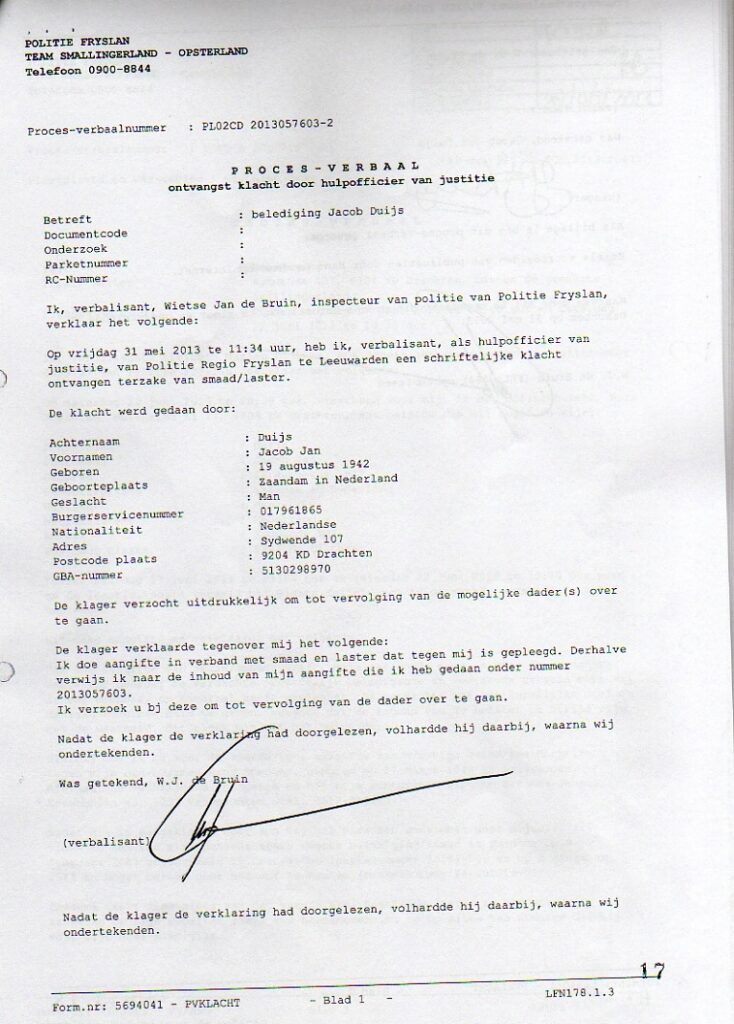 POLITIE FRYSLAN
TEAM SMALLINGERLAND - OPSTERLAND
Telefoon 0900-8844
Proces-verbaalnummer : PL02CD 2013057603-2
P R O C E S - V E R B A A L
ontvangst klacht door hulpofficier van justitie
Betreft : belediging Jacob Duijs
Documentcode :
Onderzoek :
Parketnummer :
RC-Nummer :
Ik, verbalisant, Wietse Jan de Bruin, inspecteur van politie van Politie Fryslan,
verklaar het volgende:
Op vrijdag 31 mei 2013 te 11:34 uur, heb ik, verbalisant, als hulpofficier van
justitie, van Politie Regio Fryslan te Leeuwarden een schriftelijke klacht
ontvangen terzake van smaad/laster.
De klacht werd gedaan door:
Achternaam : Duijs
Voornamen : Jacob Jan
Geboren : 19 augustus 1942
Geboorteplaats : Zaandam in Nederland
Geslacht : Man
Burgerservicenummer : 017961865
Nationaliteit : Nederlandse
Adres : Sydwende 107
Postcode plaats : 9204 KD Drachten
GBA-nummer : 5130298970
De klager verzocht uitdrukkelijk om tot vervolging van de mogelijke dader(s) over
te gaan.
De klager verklaarde tegenover mij het volgende:
Ik doe aangifte in verband met smaad en laster dat tegen mij is gepleegd. Derhalve
verwijs ik naar de inhoud van mijn aangifte die ik heb gedaan onder nummer
2013057603.
Ik verzoek u bj deze om tot vervolging van de dader over te gaan.
Nadat de klager de verklaring had doorgelezen, volhardde hij daarbij, waarna wij
ondertekenden.
Was getekend, W.J. de Bruin
(verbalisant)
Nadat de klager de verklaring had doorgelezen, volhardde hij daarbij, waarna wij
ondertekenden.
17
Form.nr: 5694041 - PVKLACHT - Blad 1 - LFN178.1.3